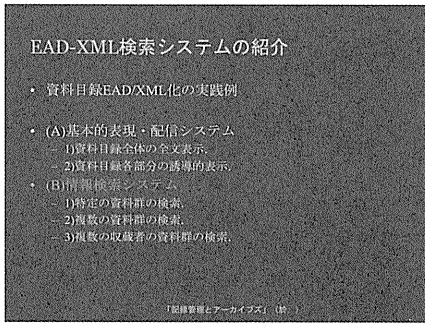 EAD-XML検索システムの紹介
• 資料目録EAD/XML化の実践例
• (A)基本的表現・配信システム
– 1)資料目録全体の全文表示.
– 2)資料目録各部分の誘導的表示.
• (B)情報検索システム
– 1)特定の資料群の検索.
– 2)複数の資料群の検索.
– 3)複数の収蔵者の資料群の検索.
「記録管理とアーカイブズ」（於 ）